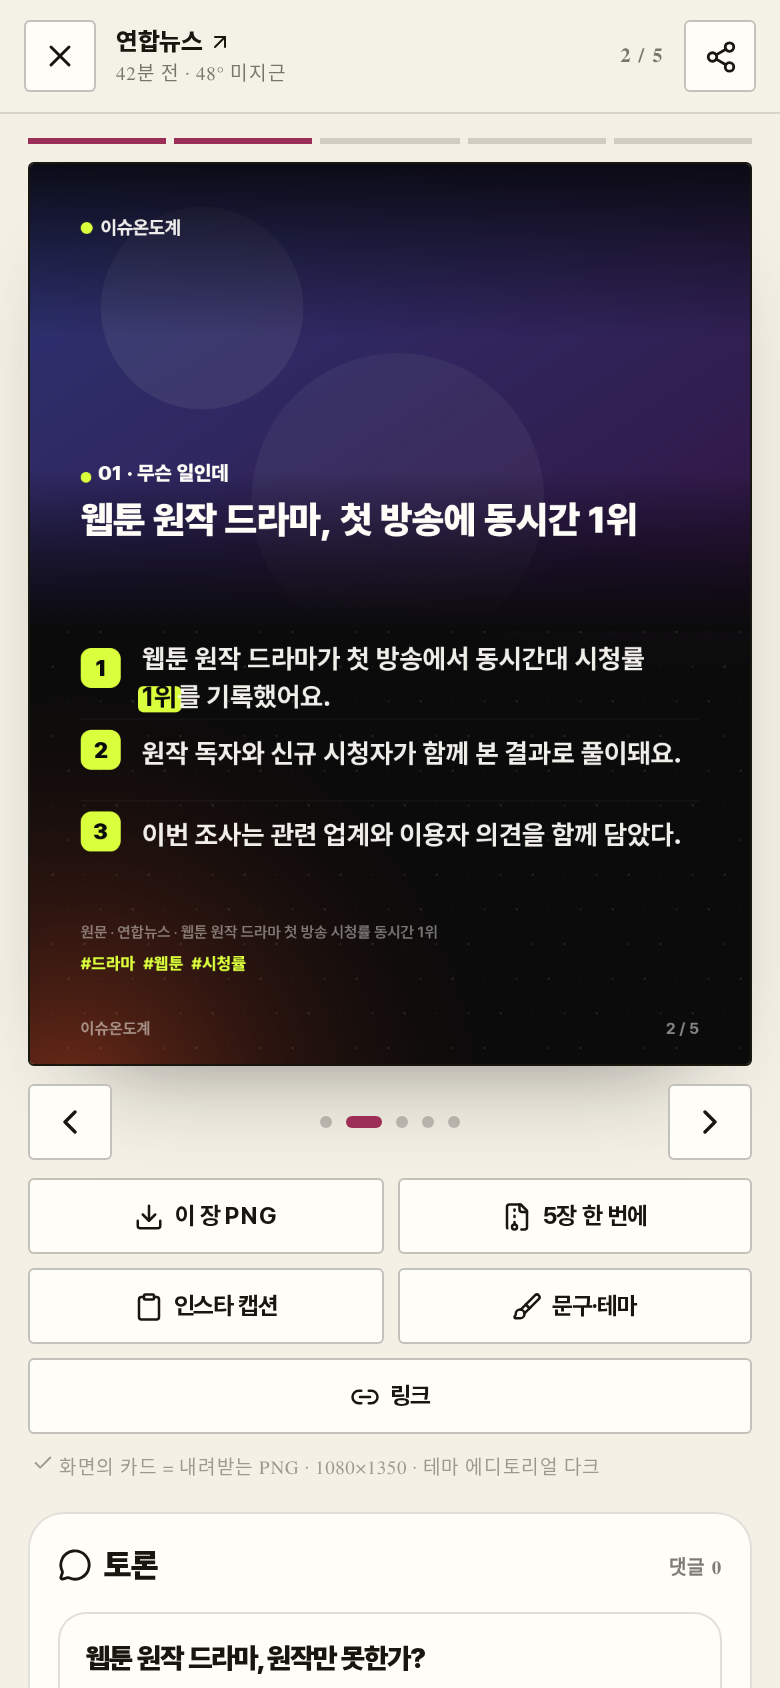 연합뉴스
42분 전 · 48° 미지근
2 / 5
이슈온도계
01 · 무슨 일인데
웹툰 원작 드라마, 첫 방송에 동시간 1위
1 웹툰 원작 드라마가 첫 방송에서 동시간대 시청률
1위를 기록했어요.
2 원작 독자와 신규 시청자가 함께 본 결과로 풀이돼요.
3 이번 조사는 관련 업계와 이용자 의견을 함께 담았다.
원문 · 연합뉴스 · 웹툰 원작 드라마 첫 방송 시청률 동시간 1위
#드라마 #웹툰 #시청률
이슈온도계
2 / 5
이 장 PNG
5장 한 번에
인스타 캡션
문구·테마
링크
화면의 카드 = 내려받는 PNG · 1080×1350 · 테마 에디토리얼 다크
토론
댓글 0
웹툰 원작 드라마, 원작만 못한가?